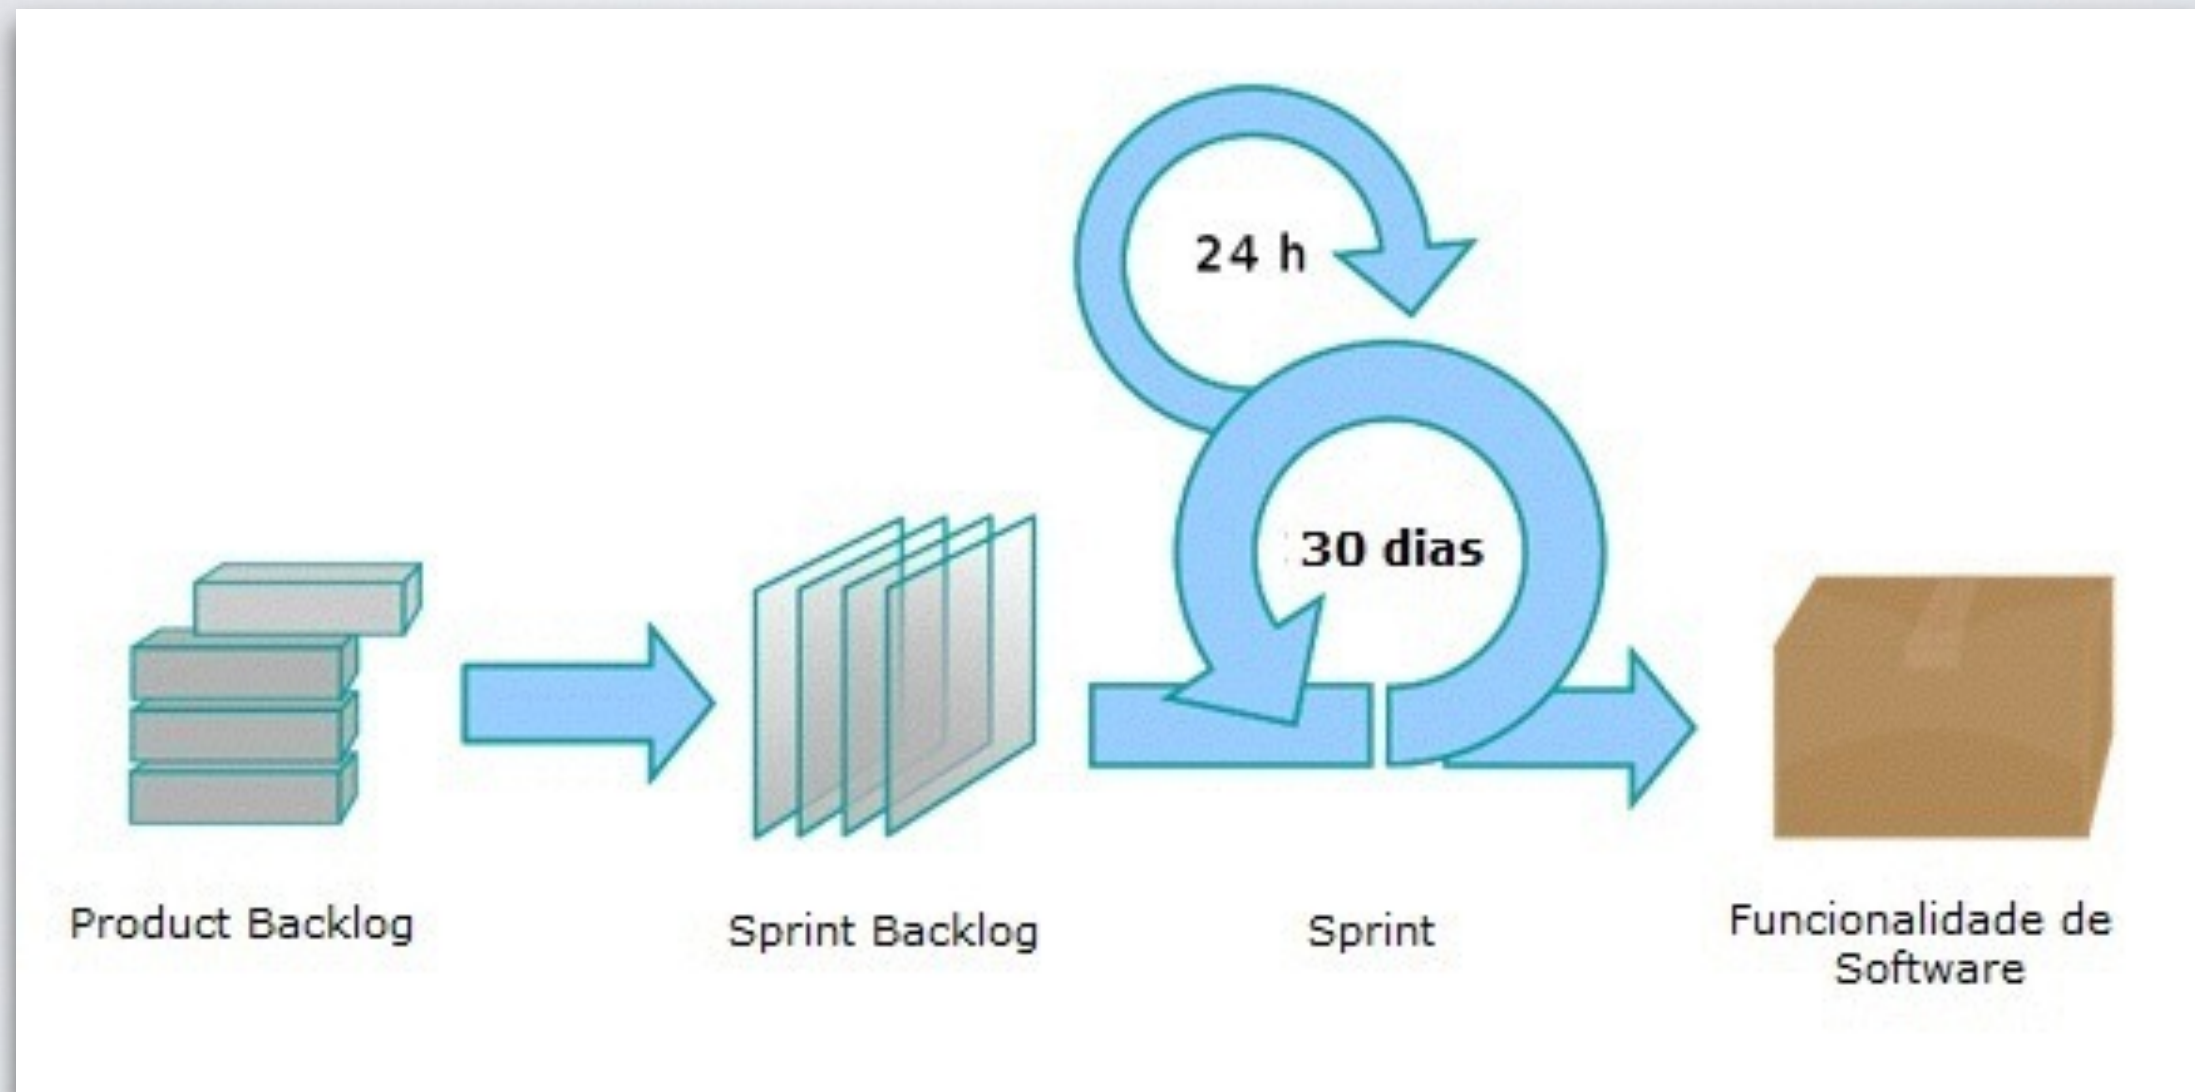 24 h
30 dias
Product Backlog
Sprint Backlog
Sprint
Funcionalidade de
Software